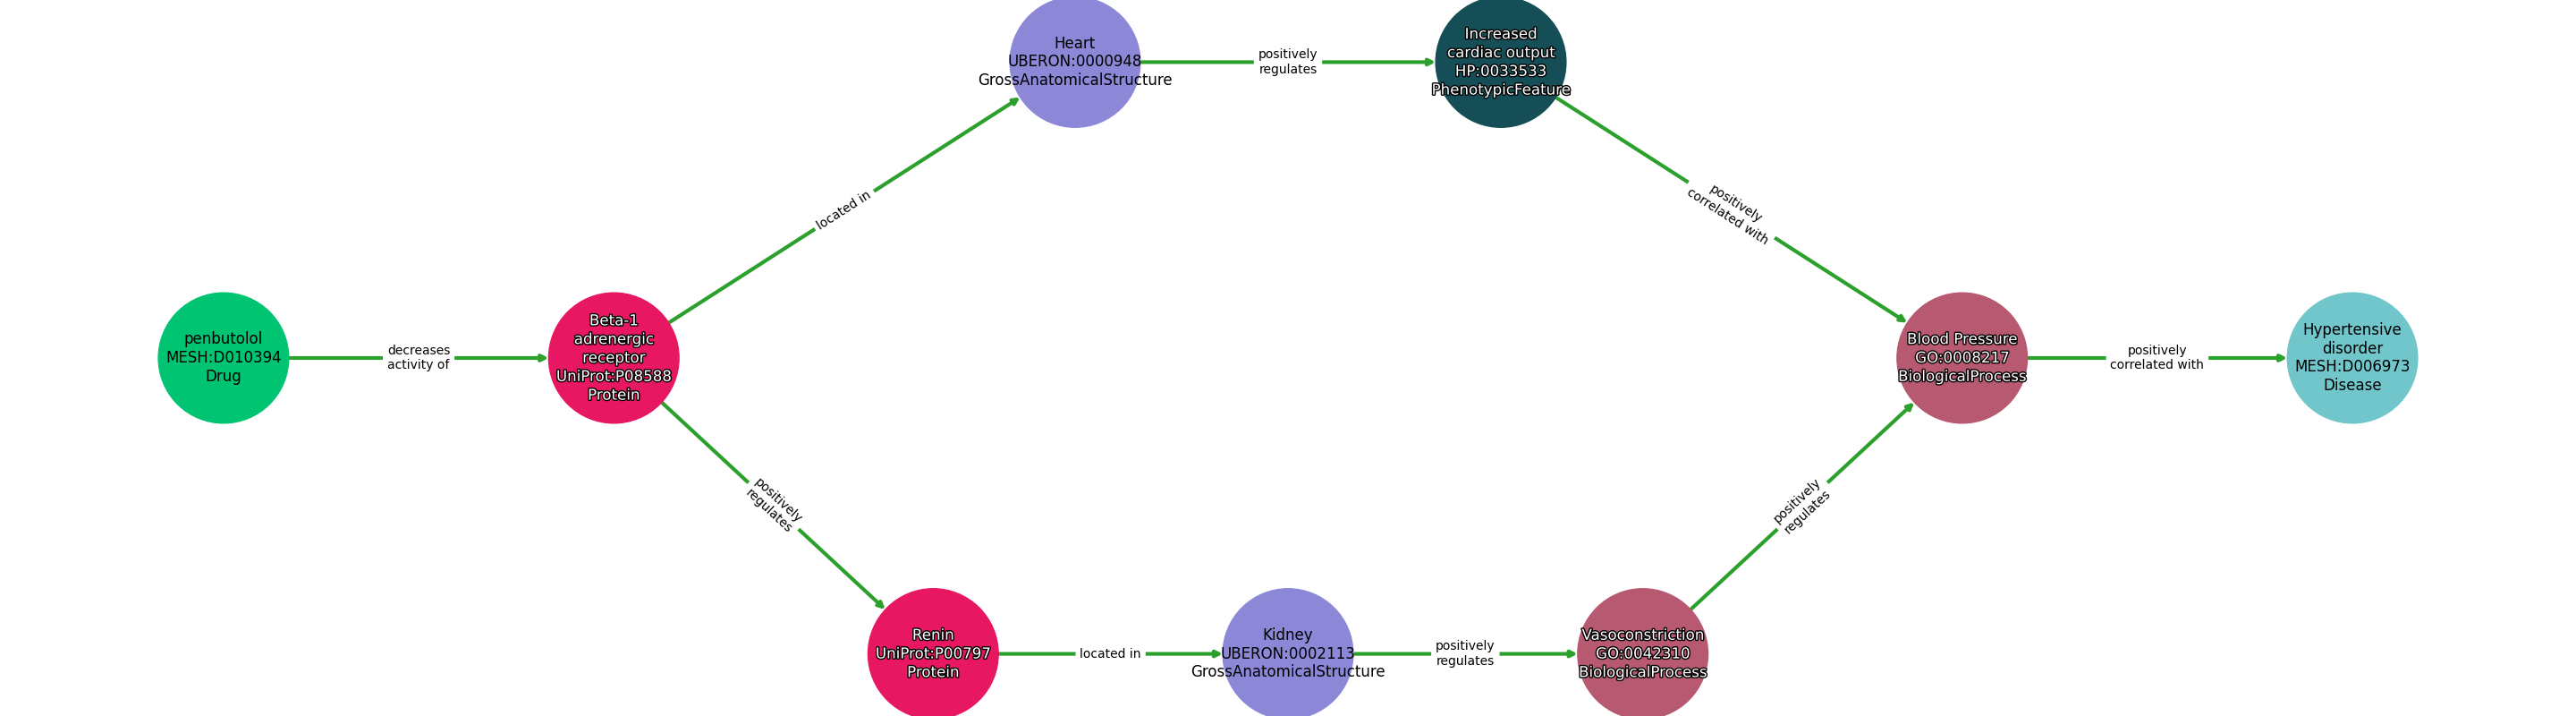 Heart
UBERON:0000948
GrossAnatomicalStructure
positively
regulates
Increased
cardiac output
HP:0033533
PhenotypicFeature
located in
positively
correlated with
penbutolol
MESH:D010394
Drug
decreases
activity of
Beta-1
adrenergic
receptor
UniProt:P08588
Protein
Blood Pressure
GO:0008217
BiologicalProcess
positively
correlated with
Hypertensive
disorder
MESH:D006973
Disease
positively
regulates
positively
regulates
Renin
UniProt:P00797
Protein
located in
Kidney
UBERON:0002113
GrossAnatomicalStructure
positively
regulates
Vasoconstriction
GO:0042310
BiologicalProcess